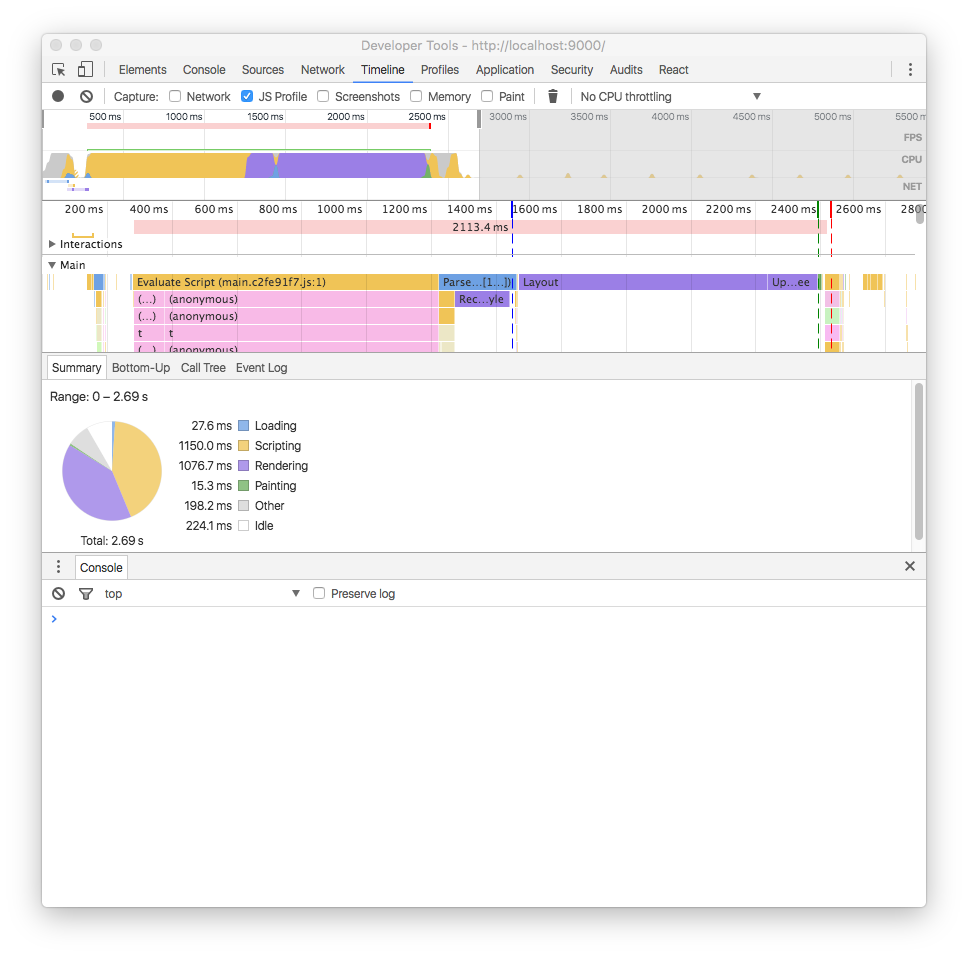 Developer Tools - http://localhost:9000/
Elements Console Sources Network Timeline Profiles Application Security Audits React
Capture: Network JS Profile Screenshots Memory Paint No CPU throttling
500 ms 1000 ms 1500 ms 2000 ms 2500 ms 3000 ms 3500 ms 4000 ms 4500 ms 5000 ms 5500 m
FPS
CPU
NET
200 ms 400 ms 600 ms 800 ms 1000 ms 1200 ms 1400 ms 1600 ms 1800 ms 2000 ms 2200 ms 2400 ms 2600 ms 280
2113.4 ms
Interactions
Main
Evaluate Script (main.c2fe91f7.js:1) Parse...[1...]) Layout Up...ee
(...) (anonymous) Rec...yle
(...) (anonymous)
t t
(...) (anonymous)
Summary Bottom-Up Call Tree Event Log
Range: 0 – 2.69 s
27.6 ms Loading
1150.0 ms Scripting
1076.7 ms Rendering
15.3 ms Painting
198.2 ms Other
224.1 ms Idle
Total: 2.69 s
Console
top Preserve log